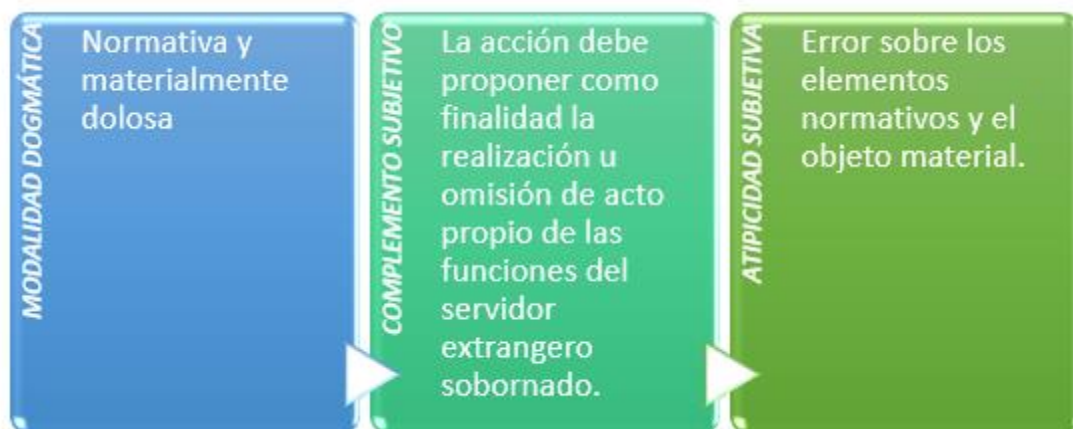 MODALIDAD DOGMÁTICA
Normativa y
materialmente
dolosa
COMPLEMENTO SUBJETIVO
La acción debe
proponer como
finalidad la
realización u
omisión de acto
propio de las
funciones del
servidor
extrangero
sobornado.
ATIPICIDAD SUBJETIVA
Error sobre los
elementos
normativos y el
objeto material.